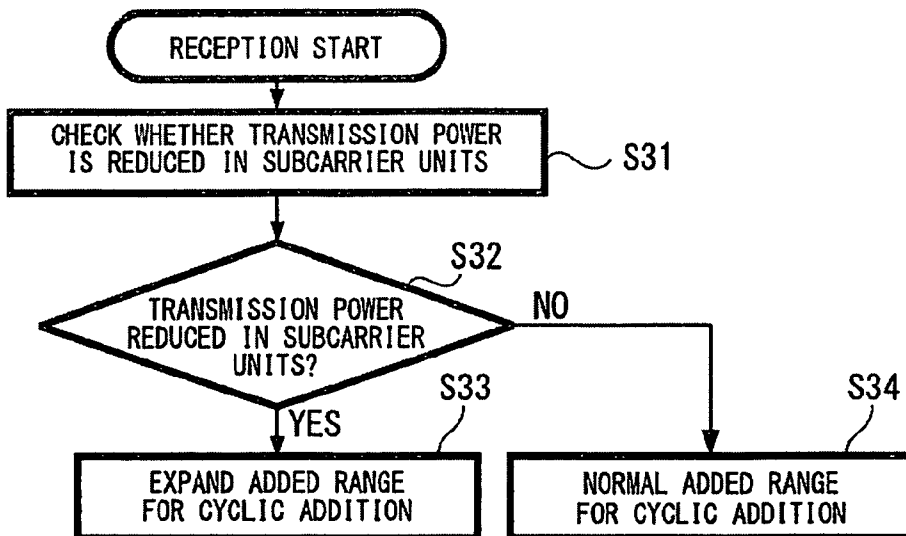 RECEPTION START
CHECK WHETHER TRANSMISSION POWER
IS REDUCED IN SUBCARRIER UNITS
S31
S32
TRANSMISSION POWER
REDUCED IN SUBCARRIER
UNITS?
NO
YES
S33
S34
EXPAND ADDED RANGE
FOR CYCLIC ADDITION
NORMAL ADDED RANGE
FOR CYCLIC ADDITION